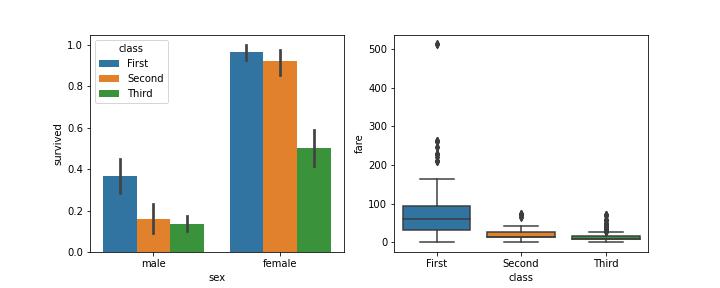 1.0
0.8
0.6
0.4
0.2
0.0
survived
class
First
Second
Third
male
female
sex
500
400
300
200
100
0
fare
First
Second
Third
class